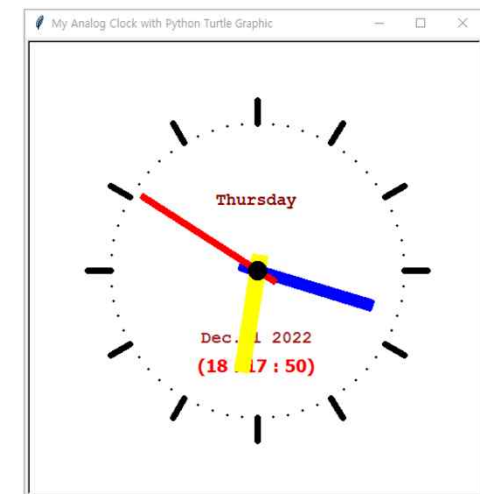 My Analog Clock with Python Turtle Graphic
Thursday
Dec. 1 2022
(18 : 17 : 50)